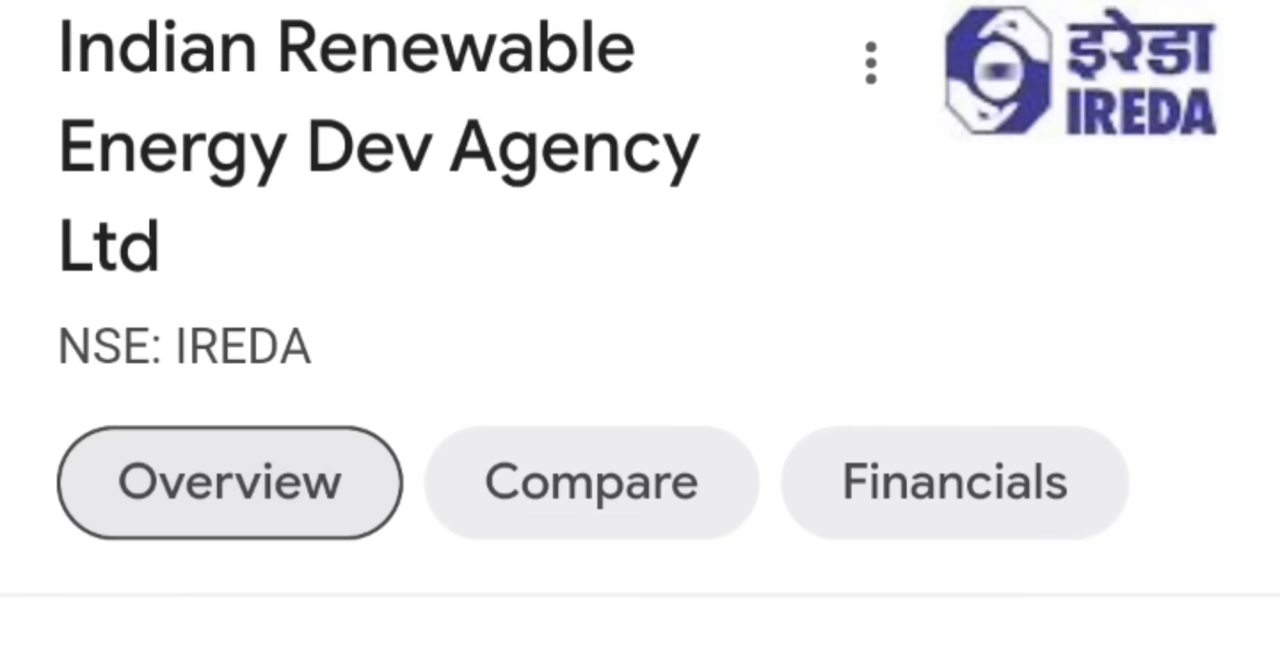 Indian Renewable
Energy Dev Agency
Ltd
इरेडा
IREDA
NSE: IREDA
Overview
Compare
Financials